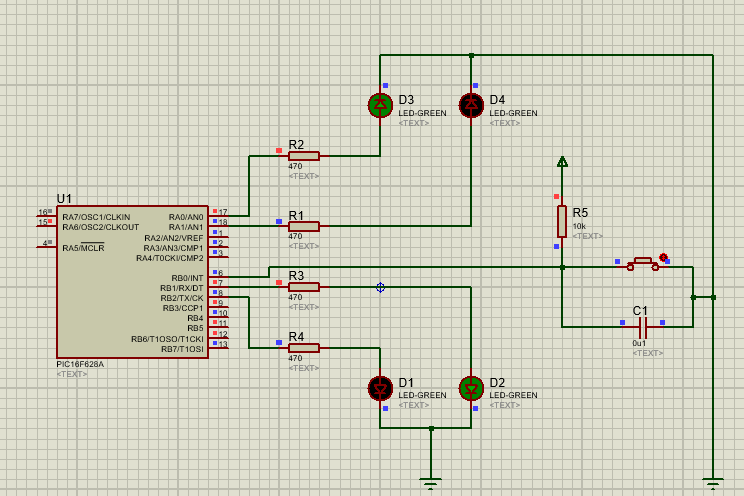 D3
LED-GREEN
<TEXT>
D4
LED-GREEN
<TEXT>
R2
470
<TEXT>
U1
16
RA7/OSC1/CLKIN
15
RA6/OSC2/CLKOUT
4
RA5/MCLR
RA0/AN0
17
RA1/AN1
18
RA2/AN2/VREF
1
RA3/AN3/CMP1
2
RA4/T0CKI/CMP2
3
RB0/INT
6
RB1/RX/DT
7
RB2/TX/CK
8
RB3/CCP1
9
RB4
10
RB5
11
RB6/T1OSO/T1CKI
12
RB7/T1OSI
13
PIC16F628A
<TEXT>
R1
470
<TEXT>
R5
10k
<TEXT>
R3
470
<TEXT>
C1
0u1
<TEXT>
R4
470
<TEXT>
D1
LED-GREEN
<TEXT>
D2
LED-GREEN
<TEXT>